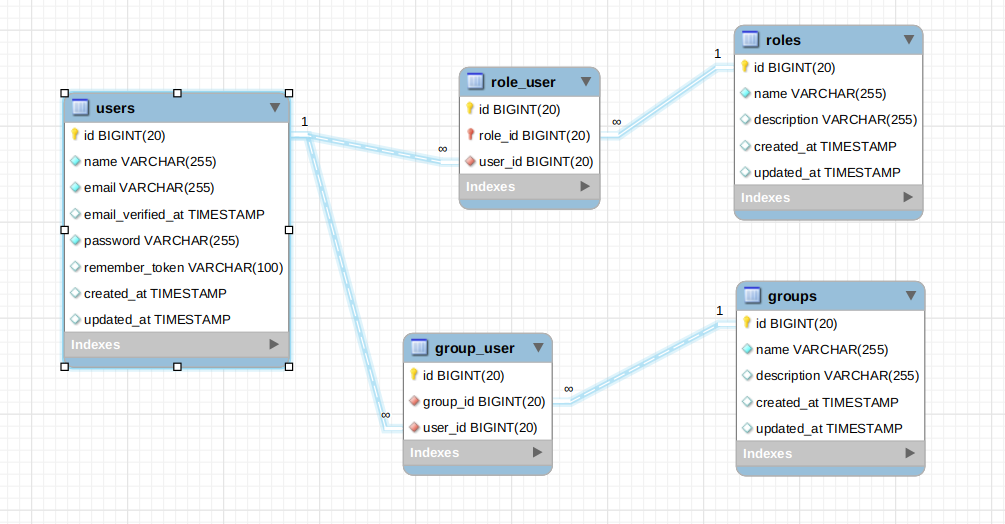 users
id BIGINT(20)
name VARCHAR(255)
email VARCHAR(255)
email_verified_at TIMESTAMP
password VARCHAR(255)
remember_token VARCHAR(100)
created_at TIMESTAMP
updated_at TIMESTAMP
Indexes
1
∞
role_user
id BIGINT(20)
role_id BIGINT(20)
user_id BIGINT(20)
Indexes
∞
1
roles
id BIGINT(20)
name VARCHAR(255)
description VARCHAR(255)
created_at TIMESTAMP
updated_at TIMESTAMP
Indexes
∞
group_user
id BIGINT(20)
group_id BIGINT(20)
user_id BIGINT(20)
Indexes
∞
1
groups
id BIGINT(20)
name VARCHAR(255)
description VARCHAR(255)
created_at TIMESTAMP
updated_at TIMESTAMP
Indexes